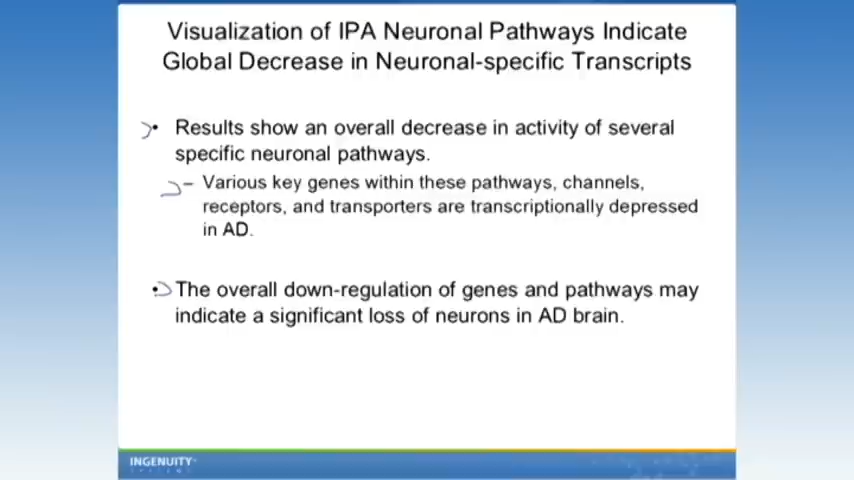 Visualization of IPA Neuronal Pathways Indicate
Global Decrease in Neuronal-specific Transcripts
• Results show an overall decrease in activity of several
specific neuronal pathways.
– Various key genes within these pathways, channels,
receptors, and transporters are transcriptionally depressed
in AD.
• The overall down-regulation of genes and pathways may
indicate a significant loss of neurons in AD brain.
INGENUITY